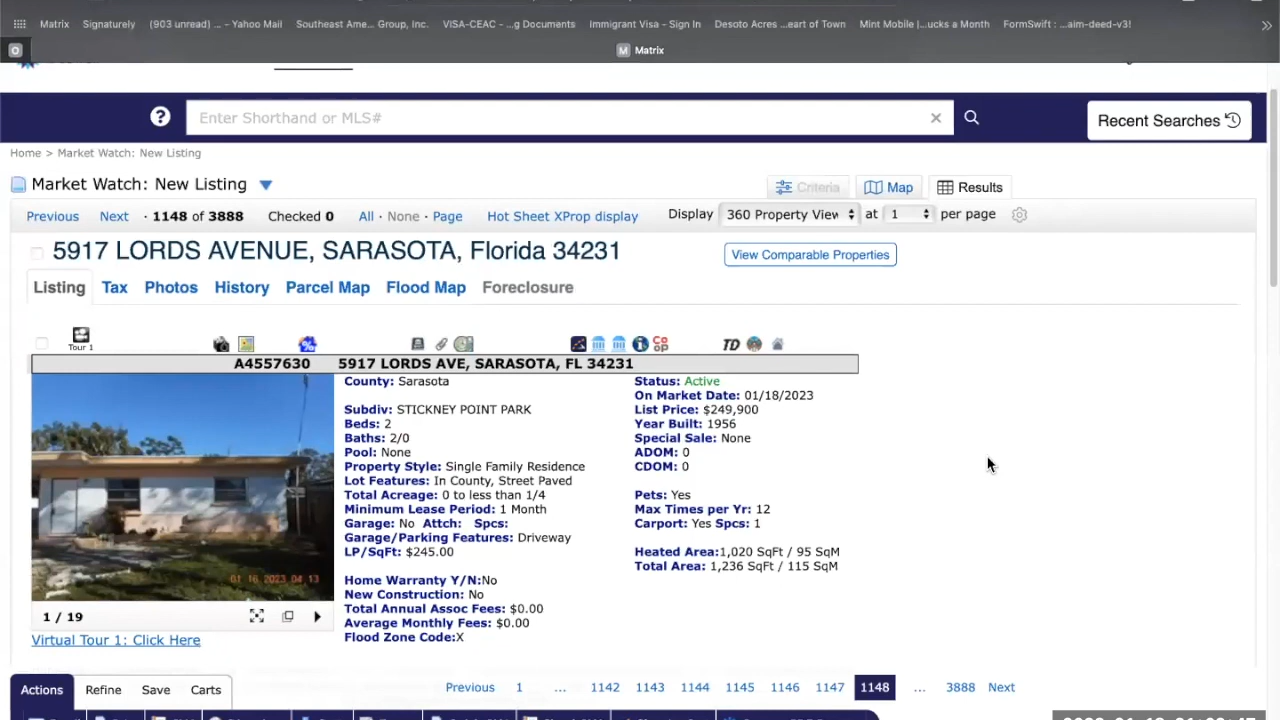 Matrix Signaturely (903 unread) ... - Yahoo Mail Southeast Ame... Group, Inc. VISA-CEAC - ...g Documents Immigrant Visa - Sign In Desoto Acres ...eart of Town Mint Mobile |...ucks a Month FormSwift : ...aim-deed-v3!
O M Matrix
Enter Shorthand or MLS#
Recent Searches
Home > Market Watch: New Listing
Market Watch: New Listing Criteria Map Results
Previous Next · 1148 of 3888 Checked 0 All · None · Page Hot Sheet XProp display Display 360 Property View at 1 per page
5917 LORDS AVENUE, SARASOTA, Florida 34231 View Comparable Properties
Listing Tax Photos History Parcel Map Flood Map Foreclosure
Tour 1 Co op TD
A4557630 5917 LORDS AVE, SARASOTA, FL 34231
County: Sarasota Status: Active
On Market Date: 01/18/2023
Subdiv: STICKNEY POINT PARK List Price: $249,900
Beds: 2 Year Built: 1956
Baths: 2/0 Special Sale: None
Pool: None ADOM: 0
Property Style: Single Family Residence CDOM: 0
Lot Features: In County, Street Paved
Total Acreage: 0 to less than 1/4 Pets: Yes
Minimum Lease Period: 1 Month Max Times per Yr: 12
Garage: No Attch: Spcs: Carport: Yes Spcs: 1
Garage/Parking Features: Driveway
LP/SqFt: $245.00 Heated Area:1,020 SqFt / 95 SqM
Total Area: 1,236 SqFt / 115 SqM
Home Warranty Y/N:No
01 16 2023 04 13
New Construction: No
Total Annual Assoc Fees: $0.00
1 / 19
Average Monthly Fees: $0.00
Flood Zone Code:X
Virtual Tour 1: Click Here
Actions Refine Save Carts Previous 1 ... 1142 1143 1144 1145 1146 1147 1148 ... 3888 Next